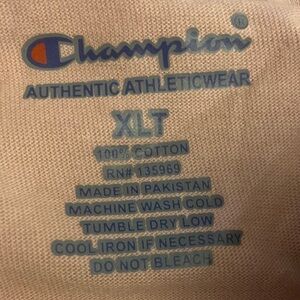 Champion®
AUTHENTIC ATHLETICWEAR
XLT
100% COTTON
RN# 135969
MADE IN PAKISTAN
MACHINE WASH COLD
TUMBLE DRY LOW
COOL IRON IF NECESSARY
DO NOT BLEACH